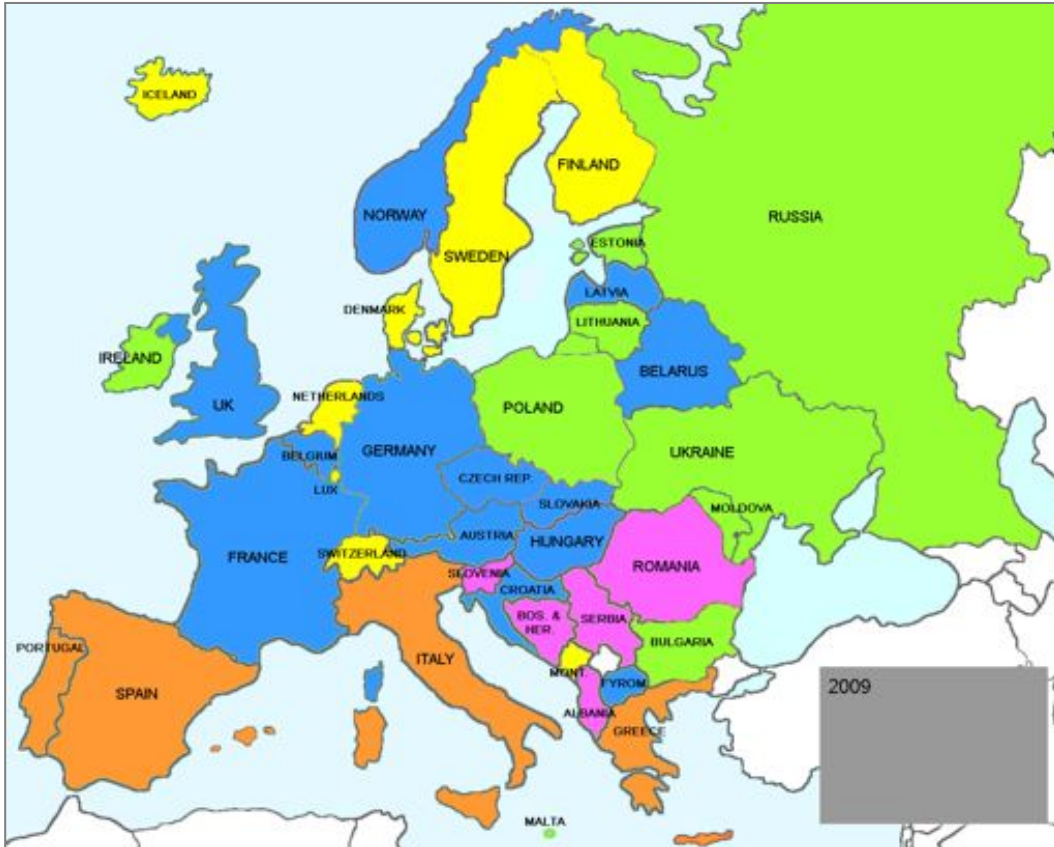 ICELAND
FINLAND
NORWAY
RUSSIA
SWEDEN
ESTONIA
LATVIA
DENMARK
LITHUANIA
IRELAND
BELARUS
NETHERLANDS
UK
POLAND
GERMANY
UKRAINE
BELGIUM
CZECH REP.
LUX
SLOVAKIA
MOLDOVA
AUSTRIA
HUNGARY
FRANCE
SWITZERLAND
ROMANIA
SLOVENIA
CROATIA
BOS. &
HER.
SERBIA
BULGARIA
PORTUGAL
ITALY
MONT.
FYROM
SPAIN
2009
ALBANIA
GREECE
MALTA